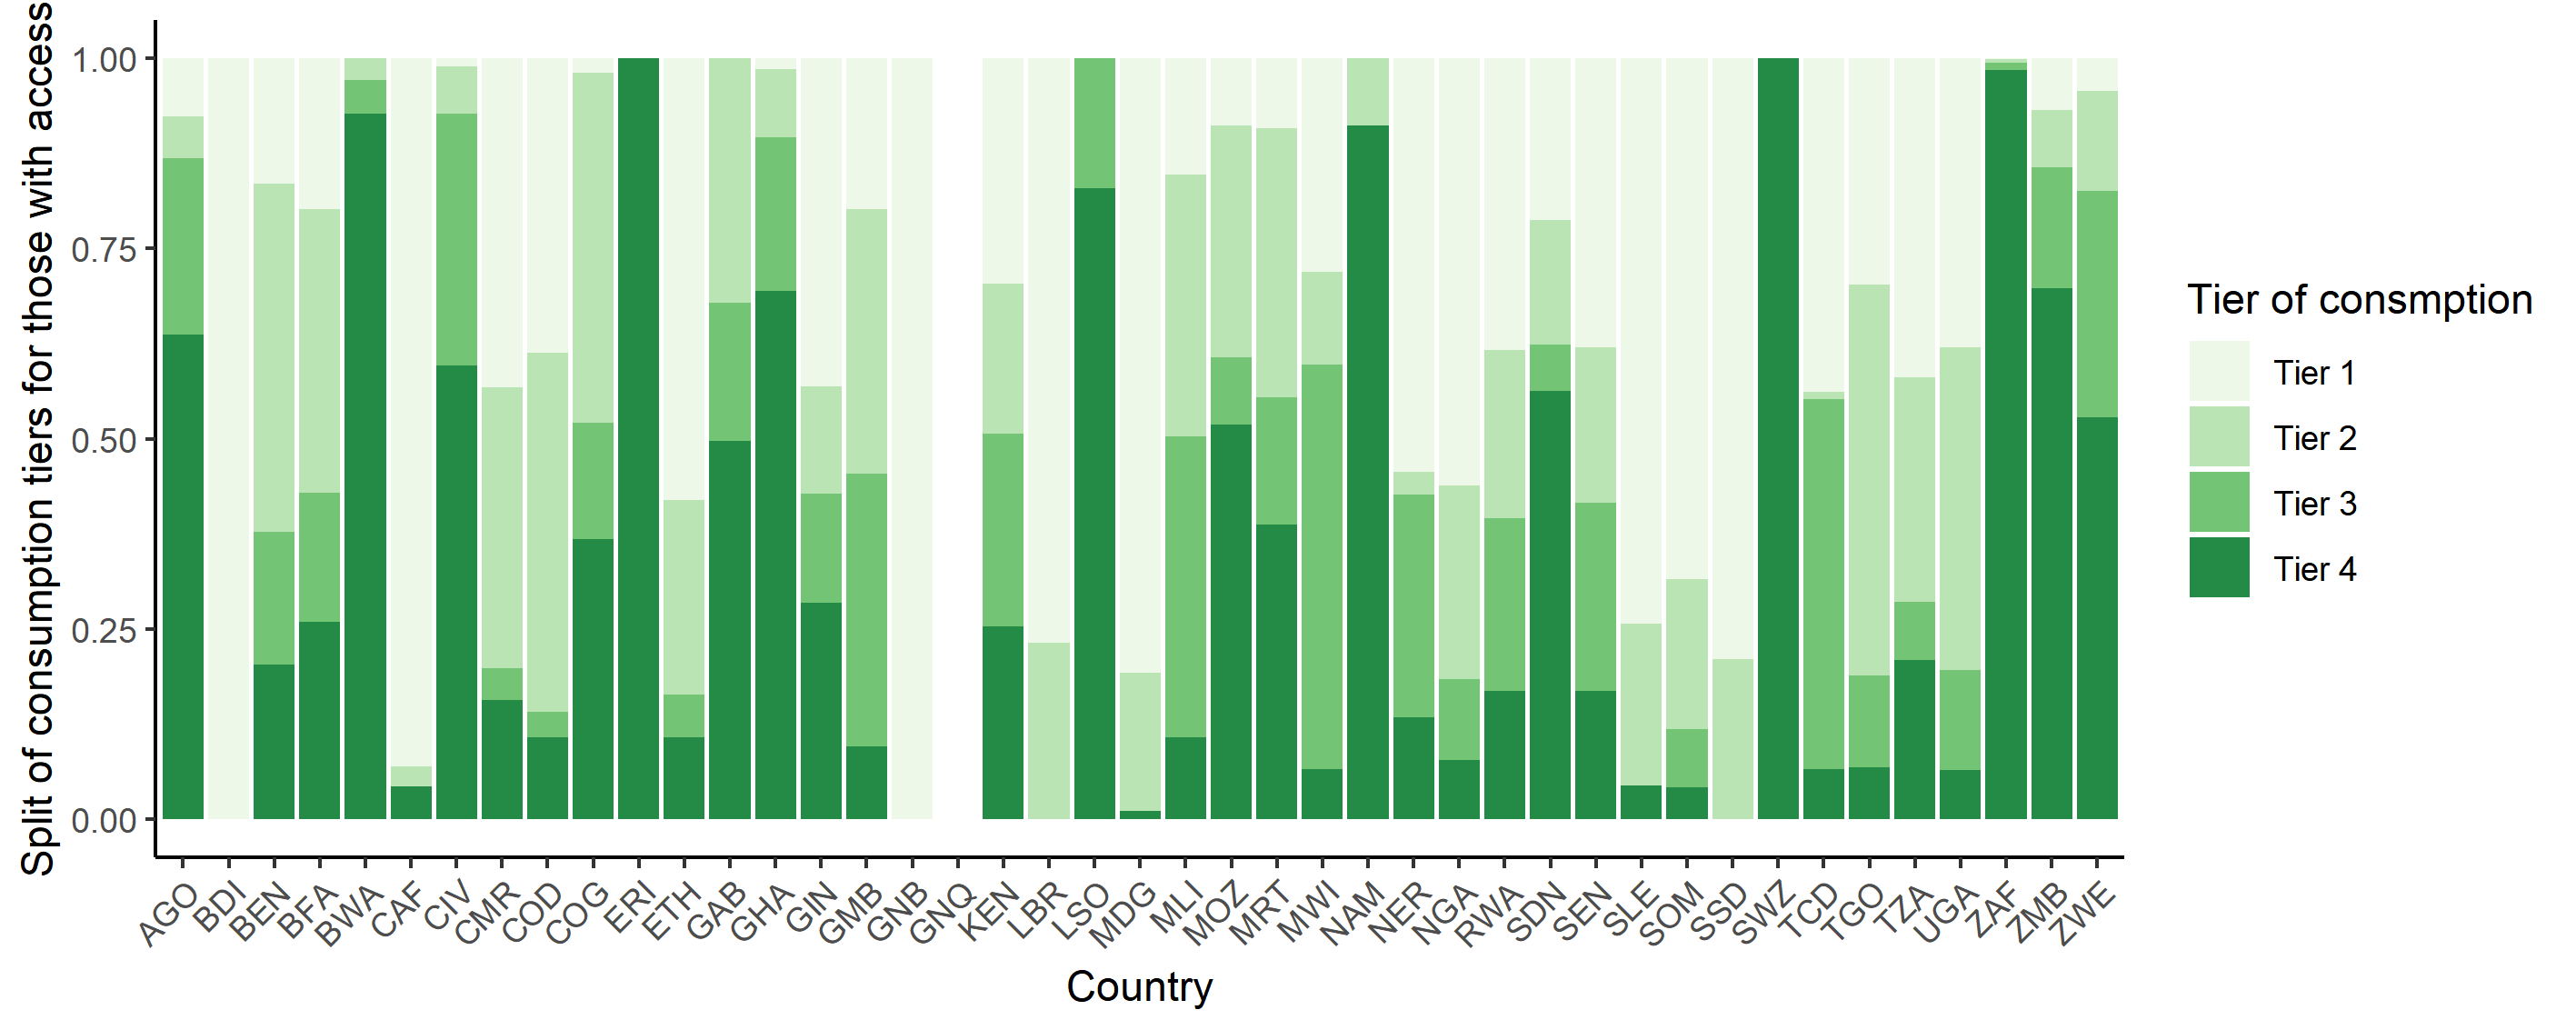 Split of consumption tiers for those with access
1.00
0.75
0.50
0.25
0.00
AGO
BDI
BEN
BFA
BWA
CAF
CIV
CMR
COD
COG
ERI
ETH
GAB
GHA
GIN
GMB
GNB
GNQ
KEN
LBR
LSO
MDG
MLI
MOZ
MRT
MWI
NAM
NER
NGA
RWA
SDN
SEN
SLE
SOM
SSD
SWZ
TCD
TGO
TZA
UGA
ZAF
ZMB
ZWE
Country
Tier of consmption
Tier 1
Tier 2
Tier 3
Tier 4